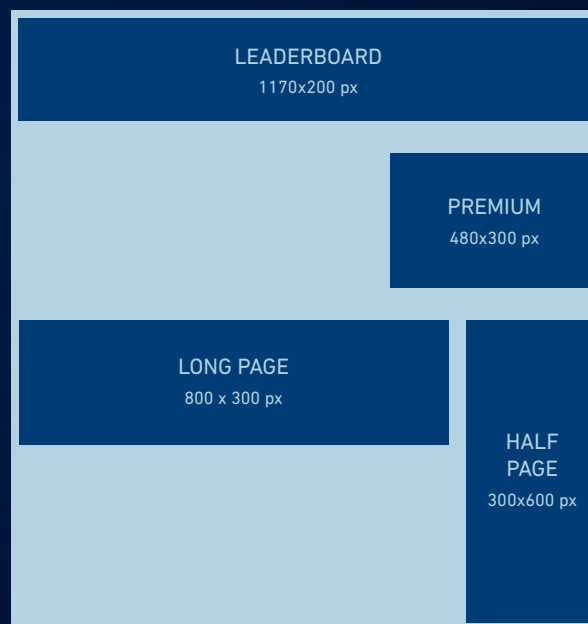 LEADERBOARD
1170x200 px
PREMIUM
480x300 px
LONG PAGE
800 x 300 px
HALF
PAGE
300x600 px